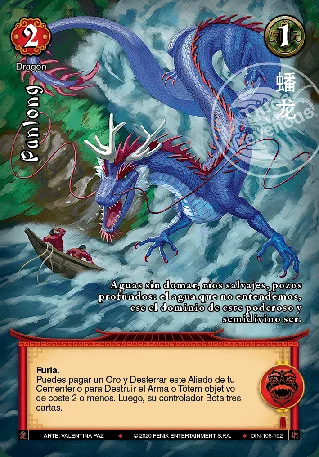 2
1
Dragón
Panlong
蟠
龙
Aguas sin domar, ríos salvajes, pozos
profundos: el agua que no entendemos,
ese el dominio de este poderoso y
semidivino ser.
Furia.
Puedes pagar un Oro y Desterrar este Aliado de tu
Cementerio para Destruir el Arma o Tótem objetivo
de coste 2 o menos. Luego, su controlador Bota tres
cartas.
ARTE: VALENTINA PAZ
© 2020 FENIX ENTERTAINMENT S.P.A.